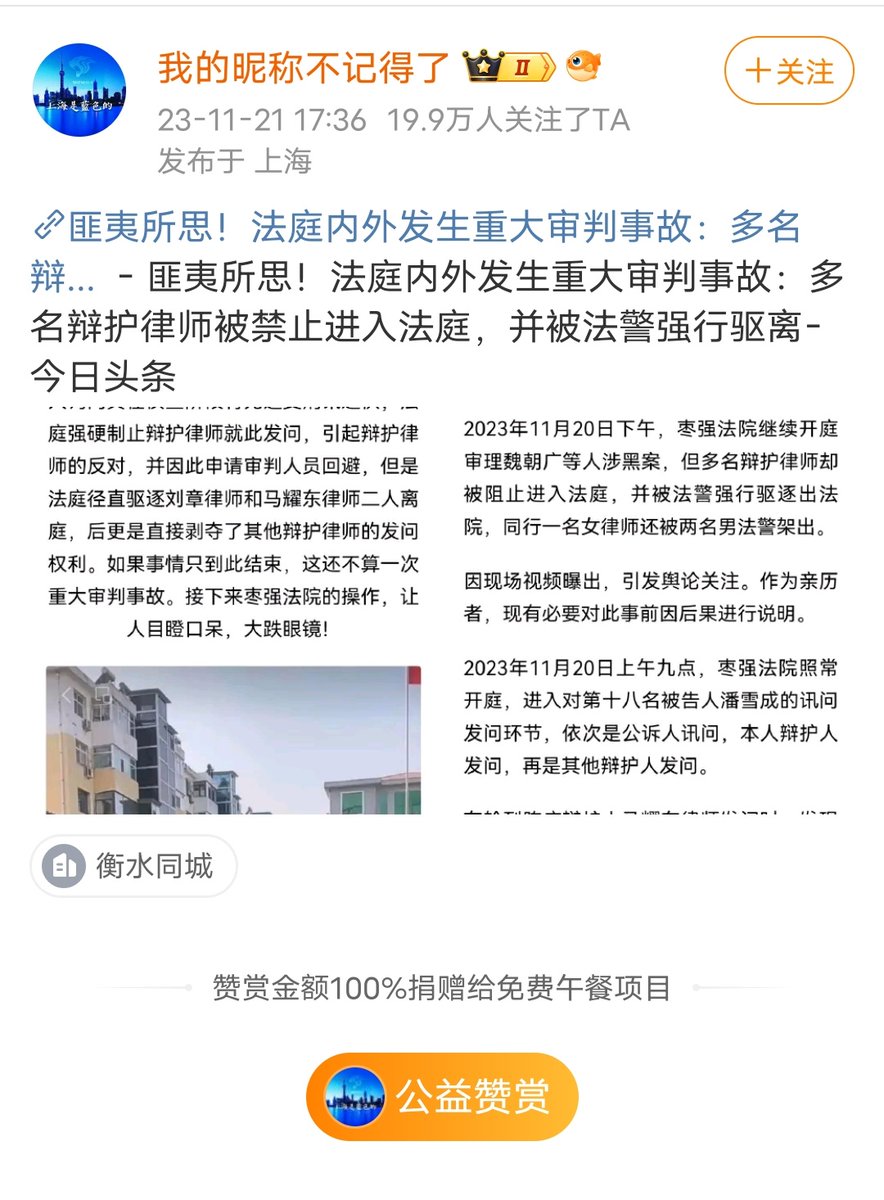 我的昵称不记得了
II
+关注
23-11-21 17:36 19.9万人关注了TA
发布于 上海
上海是蓝色的
匪夷所思！法庭内外发生重大审判事故：多名
辩... - 匪夷所思！法庭内外发生重大审判事故：多
名辩护律师被禁止进入法庭，并被法警强行驱离-
今日头条
庭强硬制止辩护律师就此发问，引起辩护律
师的反对，并因此申请审判人员回避，但是
法庭径直驱逐刘章律师和马耀东律师二人离
庭，后更是直接剥夺了其他辩护律师的发问
权利。如果事情只到此结束，这还不算一次
重大审判事故。接下来枣强法院的操作，让
人目瞪口呆，大跌眼镜！
2023年11月20日下午，枣强法院继续开庭
审理魏朝广等人涉黑案，但多名辩护律师却
被阻止进入法庭，并被法警强行驱逐出法
院，同行一名女律师还被两名男法警架出。
因现场视频曝出，引发舆论关注。作为亲历
者，现有必要对此事前因后果进行说明。
2023年11月20日上午九点，枣强法院照常
开庭，进入对第十八名被告人潘雪成的讯问
发问环节，依次是公诉人讯问，本人辩护人
发问，再是其他辩护人发问。
衡水同城
赞赏金额100%捐赠给免费午餐项目
公益赞赏